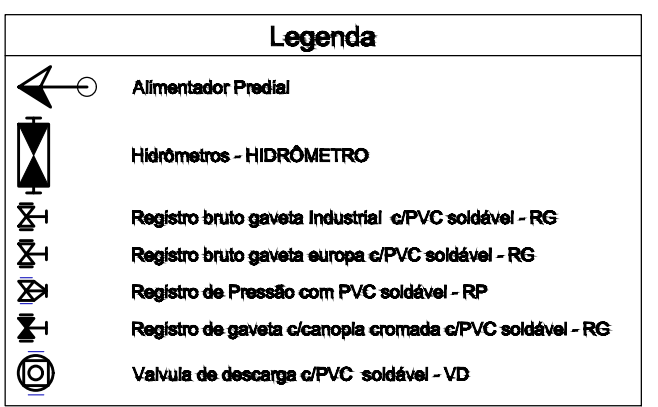 Legenda
Alimentador Predial
Hidrômetros - HIDRÔMETRO
Registro bruto gaveta Industrial c/PVC soldável - RG
Registro bruto gaveta europa c/PVC soldável - RG
Registro de Pressão com PVC soldável - RP
Registro de gaveta c/canopla cromada c/PVC soldável - RG
Valvula de descarga c/PVC soldável - VD